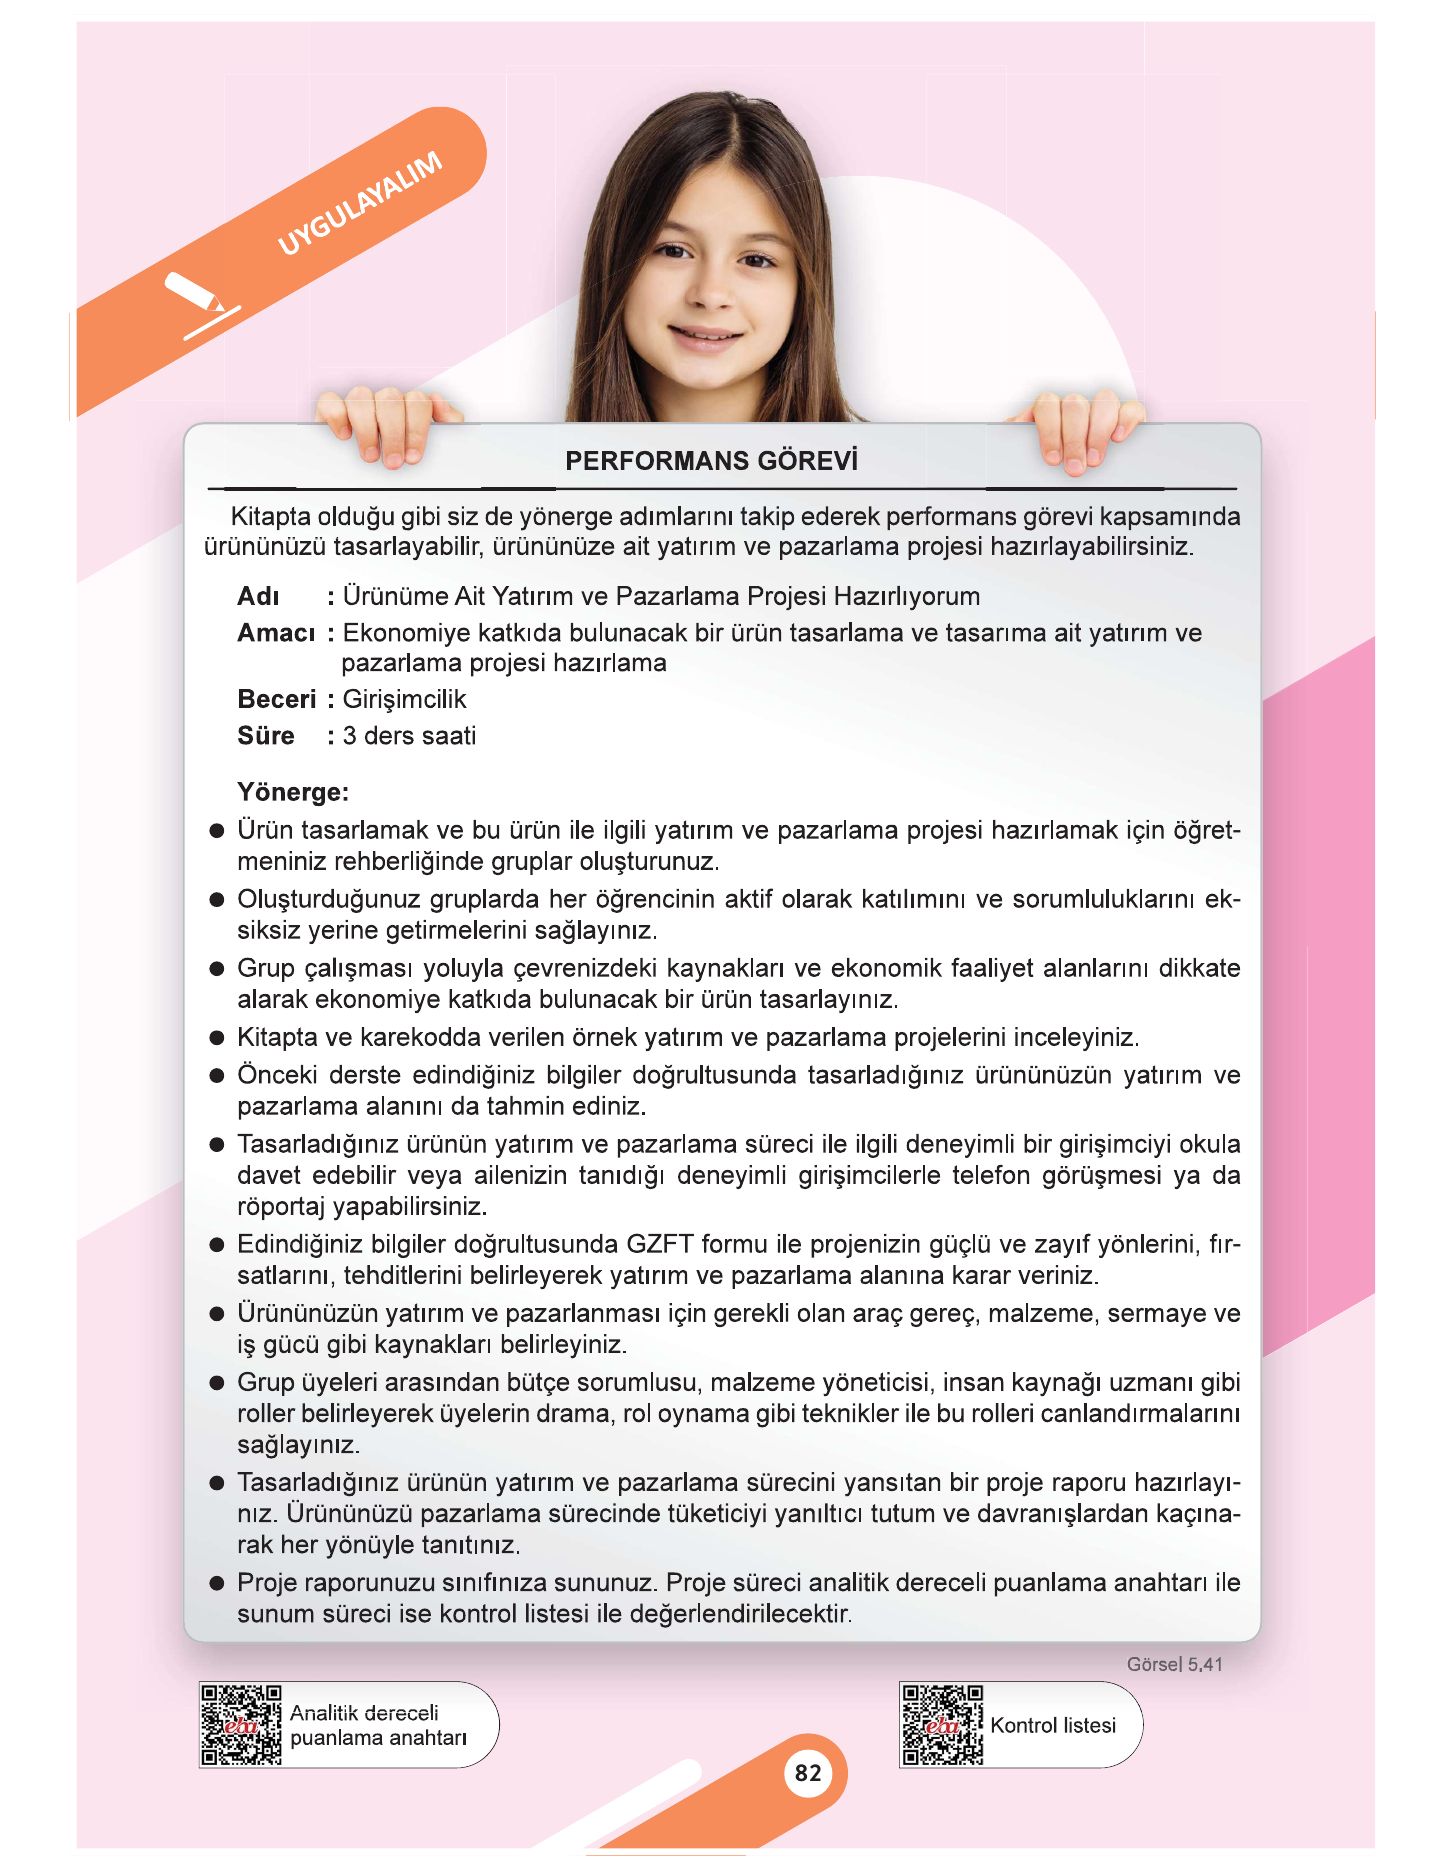 UYGULAYALIM
PERFORMANS GÖREVİ
Kitapta olduğu gibi siz de yönerge adımlarını takip ederek performans görevi kapsamında
ürününüzü tasarlayabilir, ürününüze ait yatırım ve pazarlama projesi hazırlayabilirsiniz.
Adı : Ürünüme Ait Yatırım ve Pazarlama Projesi Hazırlıyorum
Amacı : Ekonomiye katkıda bulunacak bir ürün tasarlama ve tasarıma ait yatırım ve
pazarlama projesi hazırlama
Beceri : Girişimcilik
Süre : 3 ders saati
Yönerge:
● Ürün tasarlamak ve bu ürün ile ilgili yatırım ve pazarlama projesi hazırlamak için öğret-
meniniz rehberliğinde gruplar oluşturunuz.
● Oluşturduğunuz gruplarda her öğrencinin aktif olarak katılımını ve sorumluluklarını ek-
siksiz yerine getirmelerini sağlayınız.
● Grup çalışması yoluyla çevrenizdeki kaynakları ve ekonomik faaliyet alanlarını dikkate
alarak ekonomiye katkıda bulunacak bir ürün tasarlayınız.
● Kitapta ve karekodda verilen örnek yatırım ve pazarlama projelerini inceleyiniz.
● Önceki derste edindiğiniz bilgiler doğrultusunda tasarladığınız ürününüzün yatırım ve
pazarlama alanını da tahmin ediniz.
● Tasarladığınız ürünün yatırım ve pazarlama süreci ile ilgili deneyimli bir girişimciyi okula
davet edebilir veya ailenizin tanıdığı deneyimli girişimcilerle telefon görüşmesi ya da
röportaj yapabilirsiniz.
● Edindiğiniz bilgiler doğrultusunda GZFT formu ile projenizin güçlü ve zayıf yönlerini, fır-
satlarını, tehditlerini belirleyerek yatırım ve pazarlama alanına karar veriniz.
● Ürününüzün yatırım ve pazarlanması için gerekli olan araç gereç, malzeme, sermaye ve
iş gücü gibi kaynakları belirleyiniz.
● Grup üyeleri arasından bütçe sorumlusu, malzeme yöneticisi, insan kaynağı uzmanı gibi
roller belirleyerek üyelerin drama, rol oynama gibi teknikler ile bu rolleri canlandırmalarını
sağlayınız.
● Tasarladığınız ürünün yatırım ve pazarlama sürecini yansıtan bir proje raporu hazırlayı-
nız. Ürününüzü pazarlama sürecinde tüketiciyi yanıltıcı tutum ve davranışlardan kaçına-
rak her yönüyle tanıtınız.
● Proje raporunuzu sınıfınıza sununuz. Proje süreci analitik dereceli puanlama anahtarı ile
sunum süreci ise kontrol listesi ile değerlendirilecektir.
Görsel 5.41
eba
Analitik dereceli
puanlama anahtarı
eba
Kontrol listesi
82